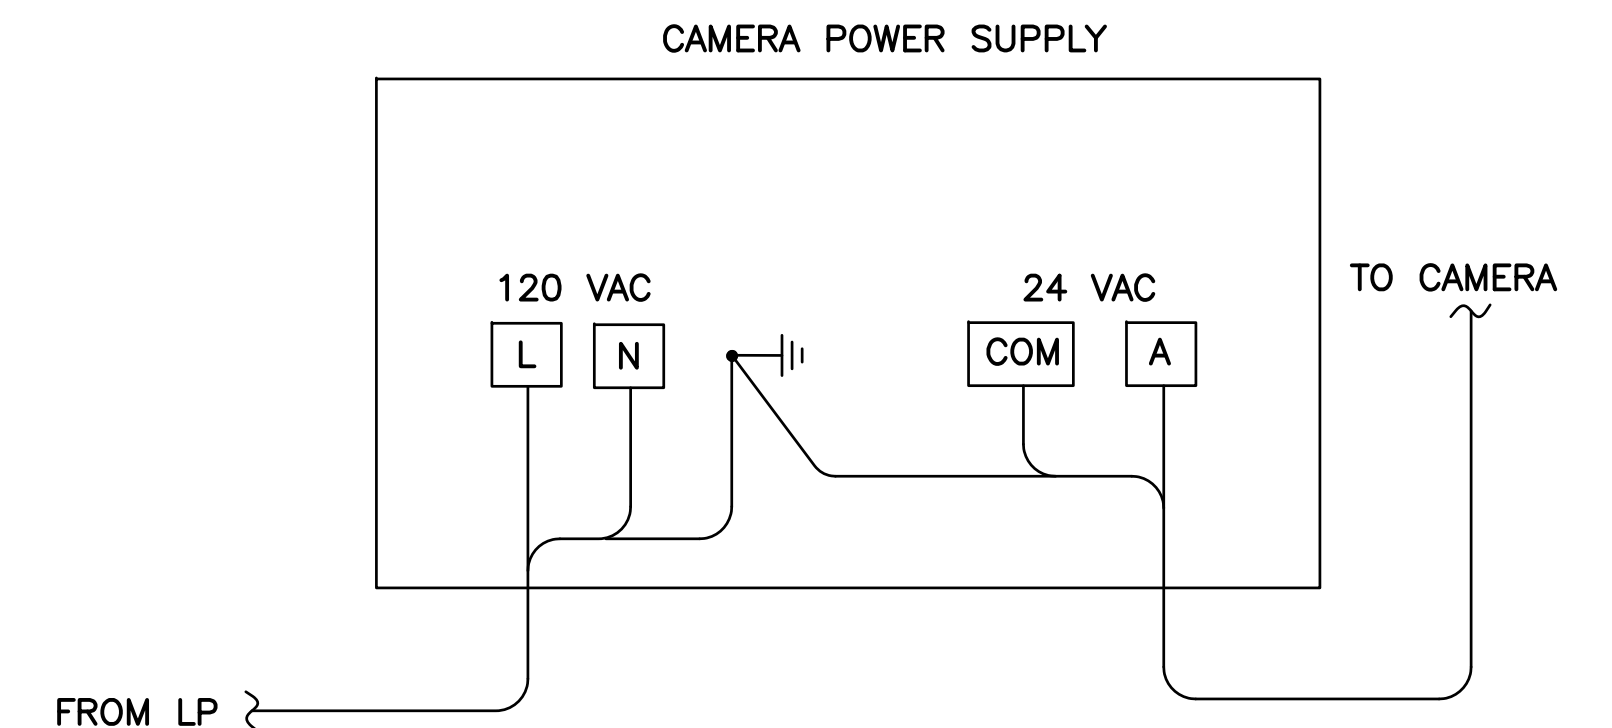 CAMERA POWER SUPPLY
120 VAC
24 VAC
TO CAMERA
L
N
COM
A
FROM LP